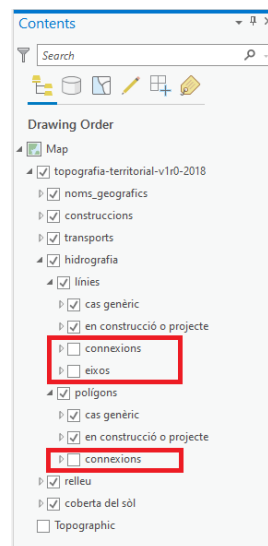 Contents
Search
Drawing Order
Map
topografia-territorial-v1r0-2018
noms_geografics
construccions
transports
hidrografia
línies
cas genèric
en construcció o projecte
connexions
eixos
polígons
cas genèric
en construcció o projecte
connexions
relleu
coberta del sòl
Topographic